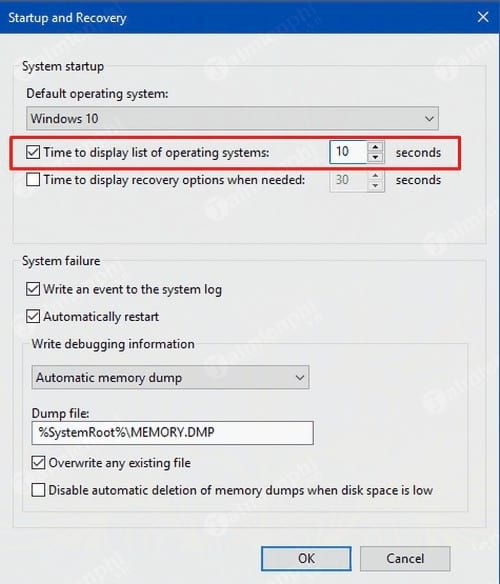 Startup and Recovery
System startup
Default operating system:
Windows 10
Time to display list of operating systems: 10 seconds
Time to display recovery options when needed: 30 seconds
System failure
Write an event to the system log
Automatically restart
Write debugging information
Automatic memory dump
Dump file:
%SystemRoot%\MEMORY.DMP
Overwrite any existing file
Disable automatic deletion of memory dumps when disk space is low
OK Cancel